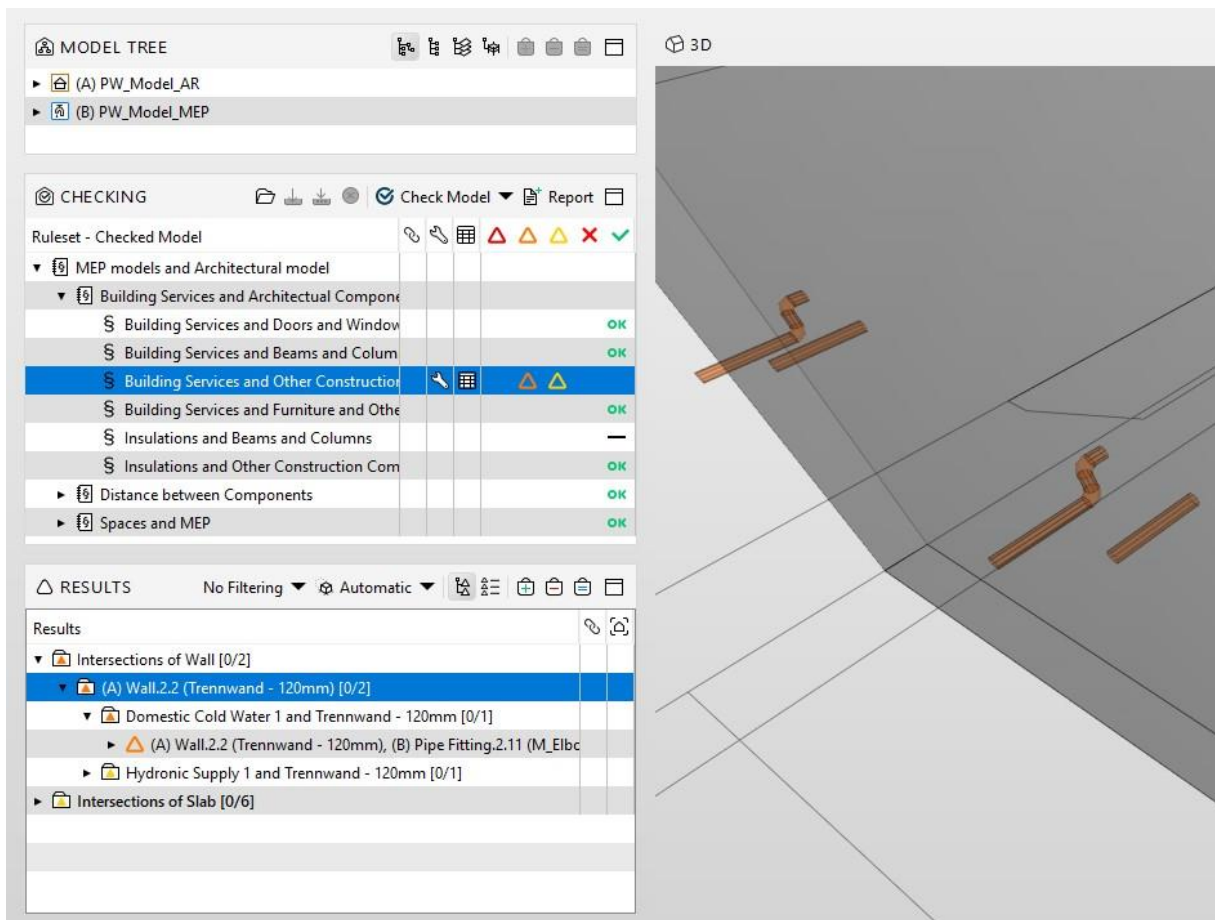 MODEL TREE
(A) PW_Model_AR
(B) PW_Model_MEP
CHECKING Check Model Report
Ruleset - Checked Model
MEP models and Architectural model
Building Services and Architectual Compone
Building Services and Doors and Window
OK
Building Services and Beams and Colum
OK
Building Services and Other Construction
Building Services and Furniture and Othe
OK
Insulations and Beams and Columns
Insulations and Other Construction Com
OK
Distance between Components
OK
Spaces and MEP
OK
RESULTS No Filtering Automatic
Results
Intersections of Wall [0/2]
(A) Wall.2.2 (Trennwand - 120mm) [0/2]
Domestic Cold Water 1 and Trennwand - 120mm [0/1]
(A) Wall.2.2 (Trennwand - 120mm), (B) Pipe Fitting.2.11 (M_Elbc
Hydronic Supply 1 and Trennwand - 120mm [0/1]
Intersections of Slab [0/6]
3D